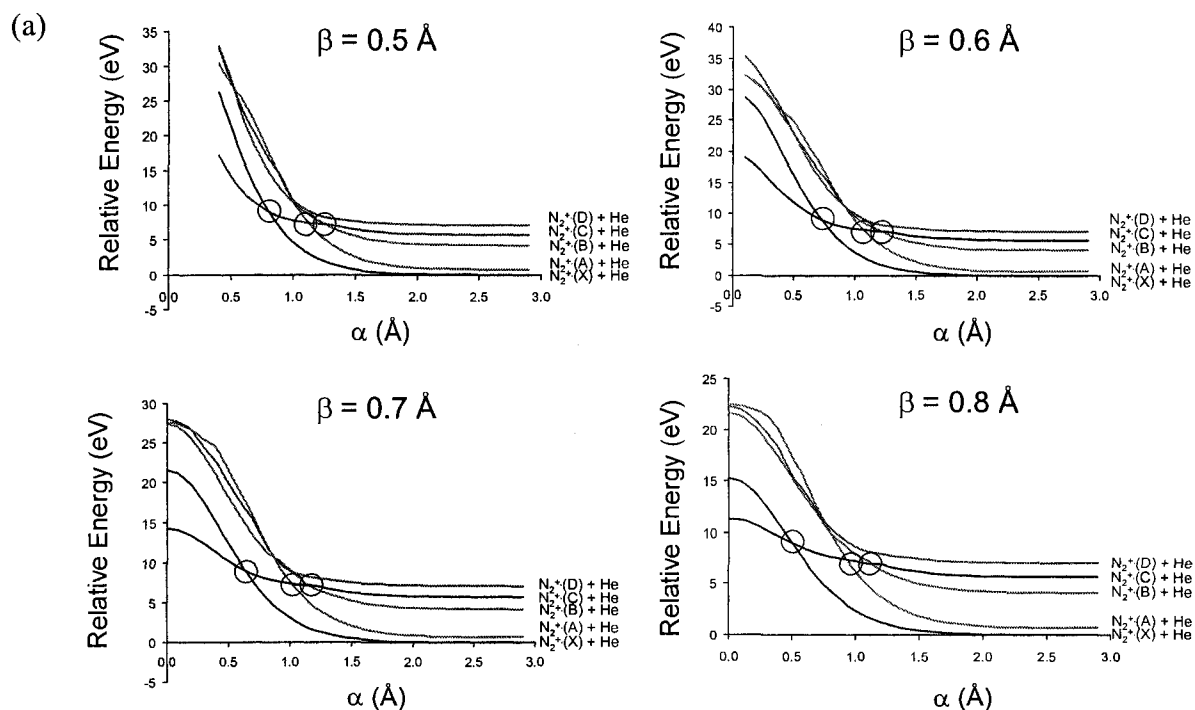 (a)
β = 0.5 Å
Relative Energy (eV)
35
30
25
20
15
10
5
0
-5
0.0 0.5 1.0 1.5 2.0 2.5 3.0
α (Å)
N₂⁺(D) + He
N₂⁺(C) + He
N₂⁺(B) + He
N₂⁺(A) + He
N₂⁺(X) + He
β = 0.6 Å
Relative Energy (eV)
40
35
30
25
20
15
10
5
0
-5
0.0 0.5 1.0 1.5 2.0 2.5 3.0
α (Å)
N₂⁺(D) + He
N₂⁺(C) + He
N₂⁺(B) + He
N₂⁺(A) + He
N₂⁺(X) + He
β = 0.7 Å
Relative Energy (eV)
30
25
20
15
10
5
0
-5
0.0 0.5 1.0 1.5 2.0 2.5 3.0
α (Å)
N₂⁺(D) + He
N₂⁺(C) + He
N₂⁺(B) + He
N₂⁺(A) + He
N₂⁺(X) + He
β = 0.8 Å
Relative Energy (eV)
25
20
15
10
5
0
0.0 0.5 1.0 1.5 2.0 2.5 3.0
α (Å)
N₂⁺(D) + He
N₂⁺(C) + He
N₂⁺(B) + He
N₂⁺(A) + He
N₂⁺(X) + He